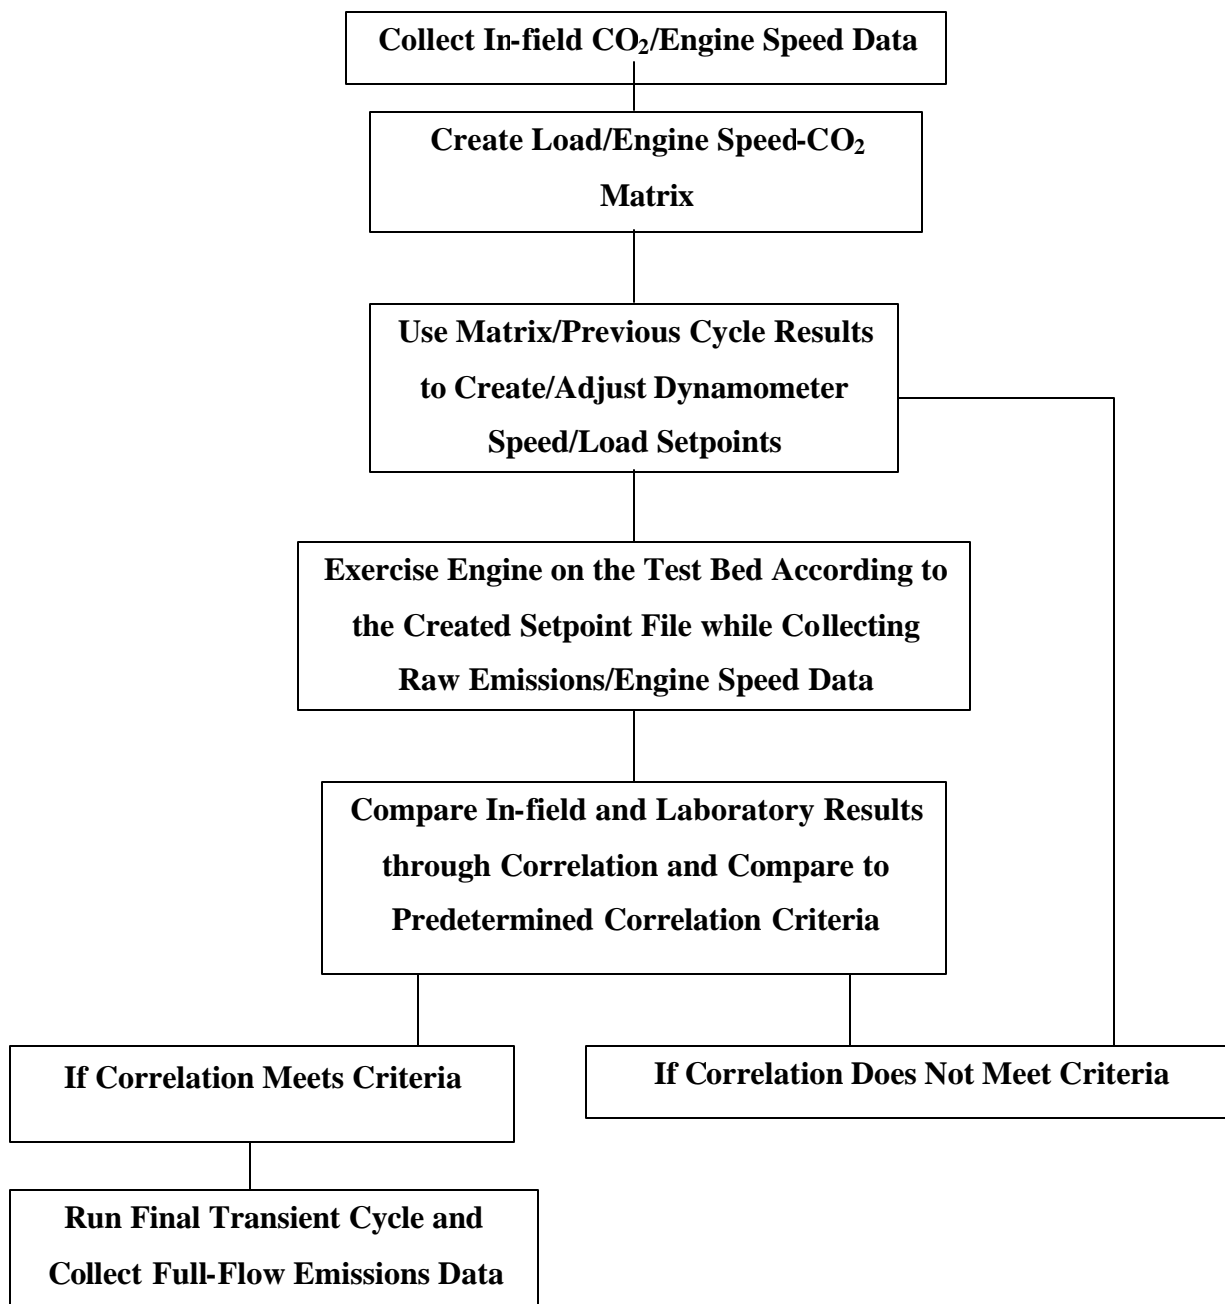 Collect In-field CO₂/Engine Speed Data
Create Load/Engine Speed-CO₂
Matrix
Use Matrix/Previous Cycle Results
to Create/Adjust Dynamometer
Speed/Load Setpoints
Exercise Engine on the Test Bed According to
the Created Setpoint File while Collecting
Raw Emissions/Engine Speed Data
Compare In-field and Laboratory Results
through Correlation and Compare to
Predetermined Correlation Criteria
If Correlation Meets Criteria
If Correlation Does Not Meet Criteria
Run Final Transient Cycle and
Collect Full-Flow Emissions Data